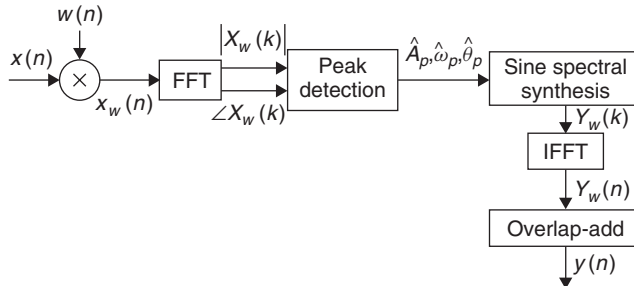 w(n)
x(n)
×
x_w(n)
FFT
|X_w(k)|
∠X_w(k)
Peak
detection
Â_p,ω̂_p,θ̂_p
Sine spectral
synthesis
Y_w(k)
IFFT
Y_w(n)
Overlap-add
y(n)